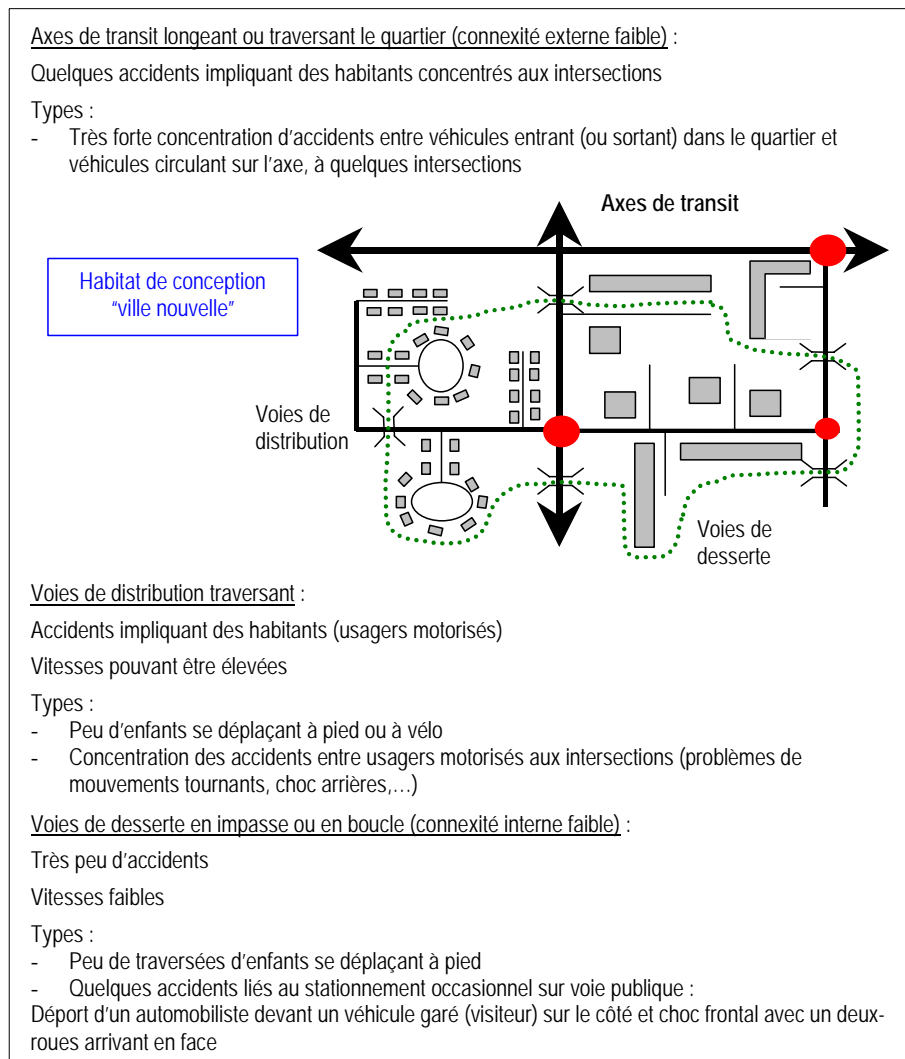 Axes de transit longeant ou traversant le quartier (connexité externe faible) :
Quelques accidents impliquant des habitants concentrés aux intersections
Types :
- Très forte concentration d'accidents entre véhicules entrant (ou sortant) dans le quartier et
véhicules circulant sur l'axe, à quelques intersections
Axes de transit
Habitat de conception
"ville nouvelle"
Voies de
distribution
Voies de
desserte
Voies de distribution traversant :
Accidents impliquant des habitants (usagers motorisés)
Vitesses pouvant être élevées
Types :
- Peu d'enfants se déplaçant à pied ou à vélo
- Concentration des accidents entre usagers motorisés aux intersections (problèmes de
mouvements tournants, choc arrières,…)
Voies de desserte en impasse ou en boucle (connexité interne faible) :
Très peu d'accidents
Vitesses faibles
Types :
- Peu de traversées d'enfants se déplaçant à pied
- Quelques accidents liés au stationnement occasionnel sur voie publique :
Déport d'un automobiliste devant un véhicule garé (visiteur) sur le côté et choc frontal avec un deux-
roues arrivant en face